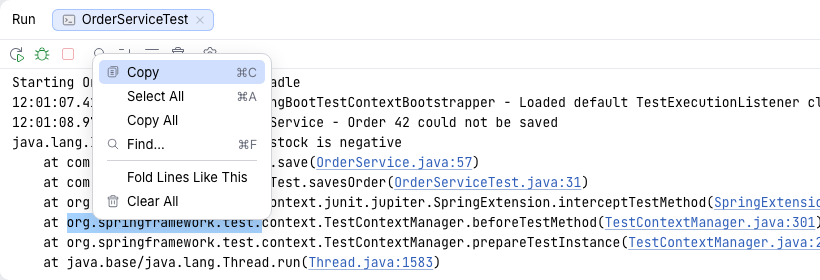 Run OrderServiceTest
Starting adle
Copy ⌘C
12:01:07. ngBootTestContextBootstrapper - Loaded default TestExecutionListener
Select All ⌘A
12:01:08. Service - Order 42 could not be saved
Copy All
java.lang. stock is negative
Find... ⌘F
at com .save(OrderService.java:57)
Fold Lines Like This
at com Test.savesOrder(OrderServiceTest.java:31)
Clear All
at org context.junit.jupiter.SpringExtension.interceptTestMethod(SpringExtension
at org.springframework.test.context.TestContextManager.beforeTestMethod(TestContextManager.java:301)
at org.springframework.test.context.TestContextManager.prepareTestInstance(TestContextManager.java:2
at java.base/java.lang.Thread.run(Thread.java:1583)